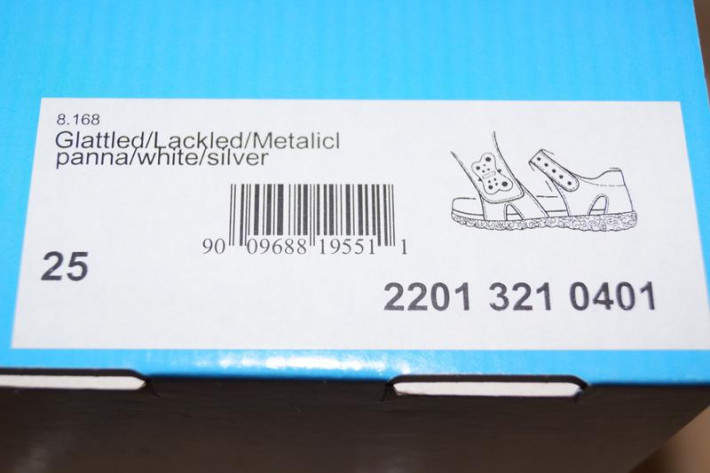 8.168
Glattled/Lackled/Metalicl
panna/white/silver
90 09688 19551 1
25
2201 321 0401